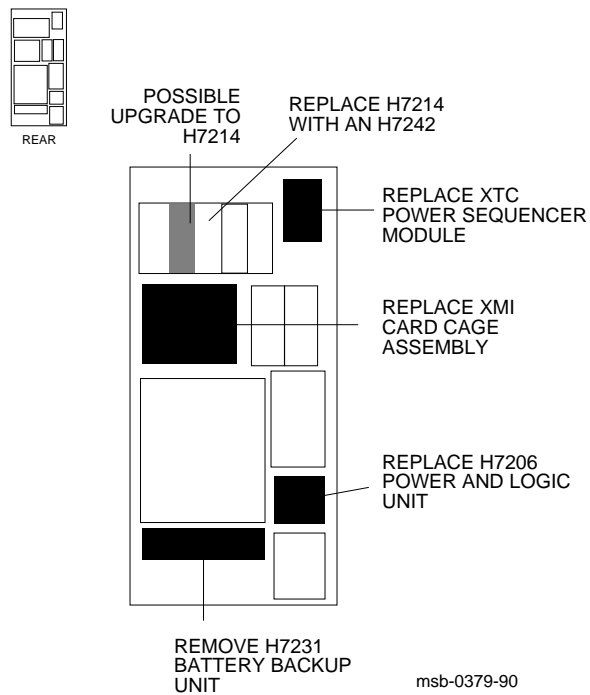 REAR
POSSIBLE
UPGRADE TO
H7214
REPLACE H7214
WITH AN H7242
REPLACE XTC
POWER SEQUENCER
MODULE
REPLACE XMI
CARD CAGE
ASSEMBLY
REPLACE H7206
POWER AND LOGIC
UNIT
REMOVE H7231
BATTERY BACKUP
UNIT
msb-0379-90